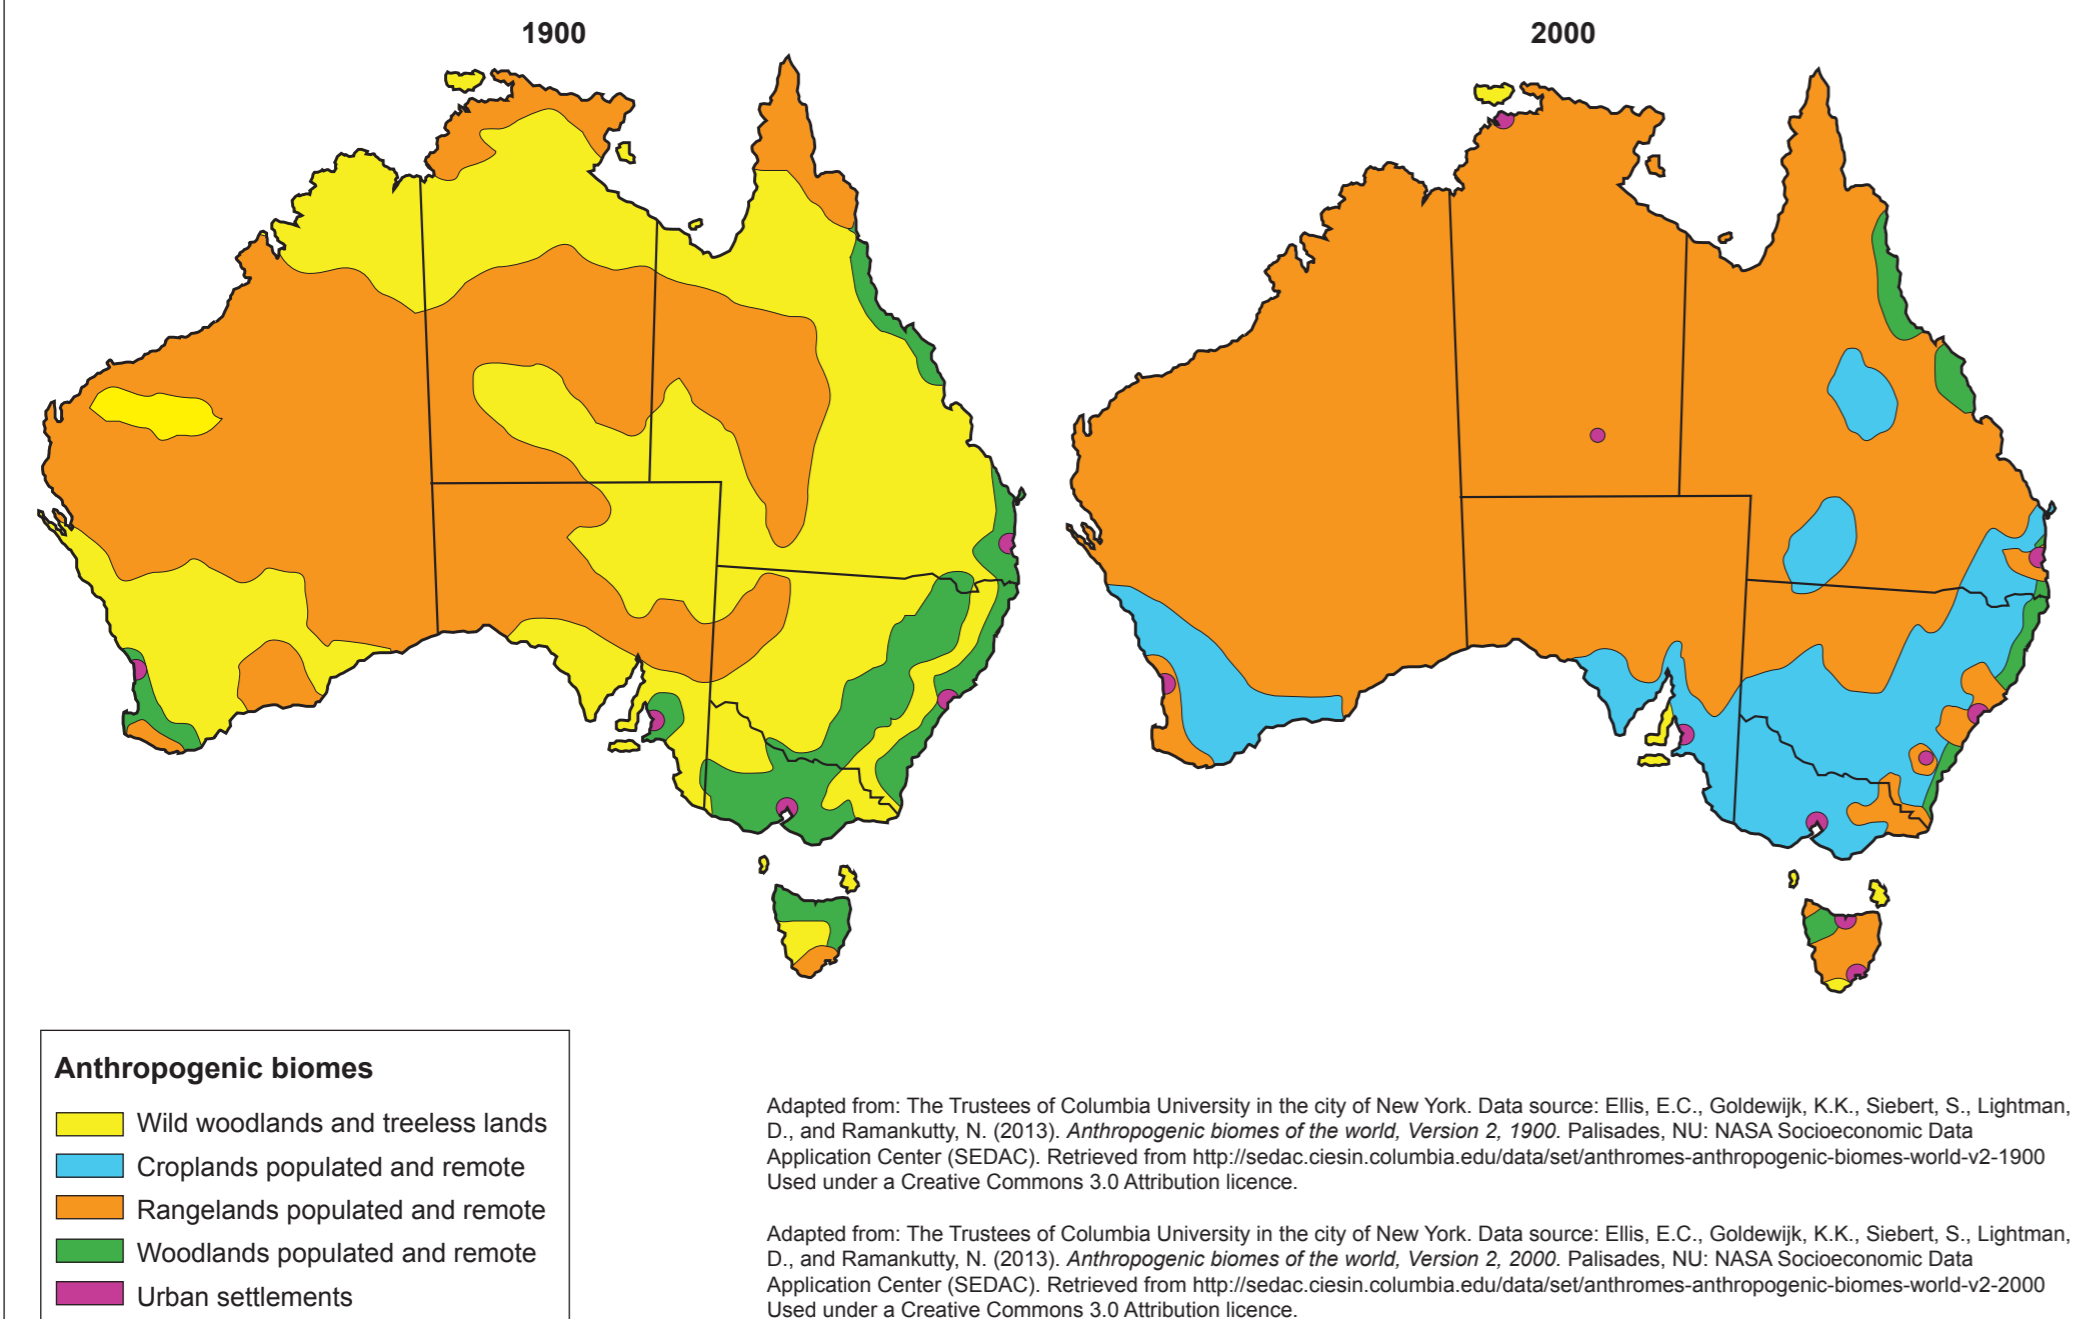 1900
2000
Anthropogenic biomes
Wild woodlands and treeless lands
Croplands populated and remote
Rangelands populated and remote
Woodlands populated and remote
Urban settlements
Adapted from: The Trustees of Columbia University in the city of New York. Data source: Ellis, E.C., Goldewijk, K.K., Siebert, S., Lightman,
D., and Ramankutty, N. (2013). Anthropogenic biomes of the world, Version 2, 1900. Palisades, NU: NASA Socioeconomic Data
Application Center (SEDAC). Retrieved from http://sedac.ciesin.columbia.edu/data/set/anthromes-anthropogenic-biomes-world-v2-1900
Used under a Creative Commons 3.0 Attribution licence.
Adapted from: The Trustees of Columbia University in the city of New York. Data source: Ellis, E.C., Goldewijk, K.K., Siebert, S., Lightman,
D., and Ramankutty, N. (2013). Anthropogenic biomes of the world, Version 2, 2000. Palisades, NU: NASA Socioeconomic Data
Application Center (SEDAC). Retrieved from http://sedac.ciesin.columbia.edu/data/set/anthromes-anthropogenic-biomes-world-v2-2000
Used under a Creative Commons 3.0 Attribution licence.